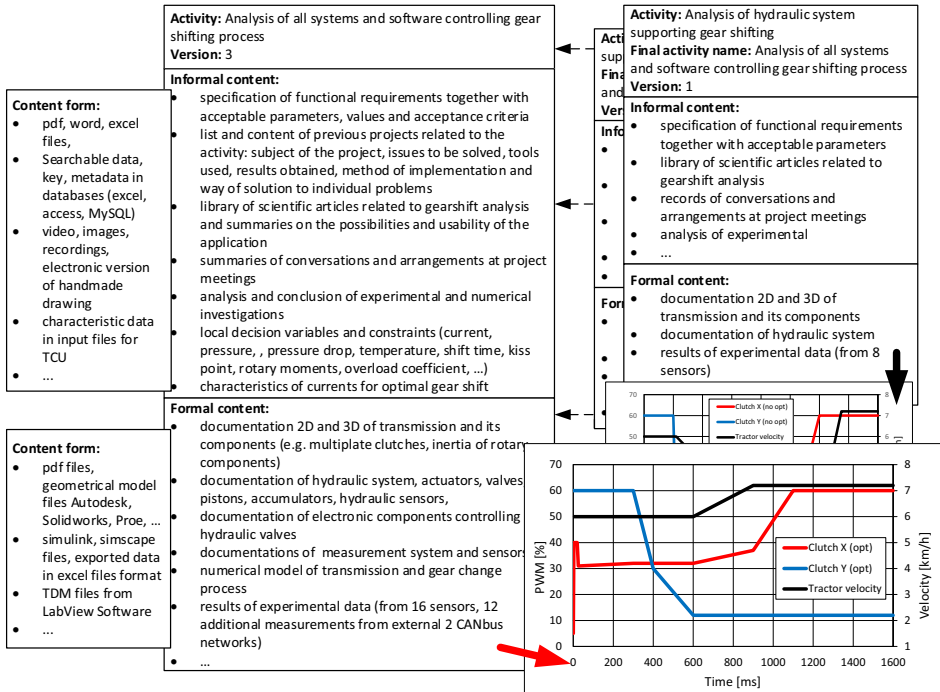 Activity: Analysis of all systems and software controlling gear
shifting process
Version: 3
Informal content:
• specification of functional requirements together with
acceptable parameters, values and acceptance criteria
• list and content of previous projects related to the
activity: subject of the project, issues to be solved, tools
used, results obtained, method of implementation and
way of solution to individual problems
• library of scientific articles related to gearshift analysis
and summaries on the possibilities and usability of the
application
• summaries of conversations and arrangements at project
meetings
• analysis and conclusion of experimental and numerical
investigations
• local decision variables and constraints (current,
pressure, , pressure drop, temperature, shift time, kiss
point, rotary moments, overload coefficient, ...)
• characteristics of currents for optimal gear shift
Formal content:
• documentation 2D and 3D of transmission and its
components (e.g. multiplate clutches, inertia of rotary
components)
• documentation of hydraulic system, actuators, valves
pistons, accumulators, hydraulic sensors,
• documentation of electronic components controlling
hydraulic valves
• documentations of measurement system and sensors
• numerical model of transmission and gear change
process
• results of experimental data (from 16 sensors, 12
additional measurements from external 2 CANbus
networks)
• ...
Content form:
• pdf, word, excel
files,
• Searchable data,
key, metadata in
databases (excel,
access, MySQL)
• video, images,
recordings,
electronic version
of handmade
drawing
• characteristic data
in input files for
TCU
• ...
Content form:
• pdf files,
geometrical model
files Autodesk,
Solidworks, Proe, ...
• simulink, simscape
files, exported data
in excel files format
• TDM files from
LabView Software
• ...
Acti
sup
Fina
and
Ver
Info
Forn
Activity: Analysis of hydraulic system
supporting gear shifting
Final activity name: Analysis of all systems
and software controlling gear shifting process
Version: 1
Informal content:
• specification of functional requirements
together with acceptable parameters
• library of scientific articles related to
gearshift analysis
• records of conversations and
arrangements at project meetings
• analysis of experimental
• ...
Formal content:
• documentation 2D and 3D of
transmission and its components
• documentation of hydraulic system
• results of experimental data (from 8
sensors)
70
60
50
8
7
6
Clutch X (no opt)
Clutch Y (no opt)
Tractor velocity
70
60
50
40
30
20
10
0
PWM [%]
8
7
6
5
4
3
2
1
Velocity [km/h]
Clutch X (opt)
Clutch Y (opt)
Tractor velocity
0 200 400 600 800 1000 1200 1400 1600
Time [ms]